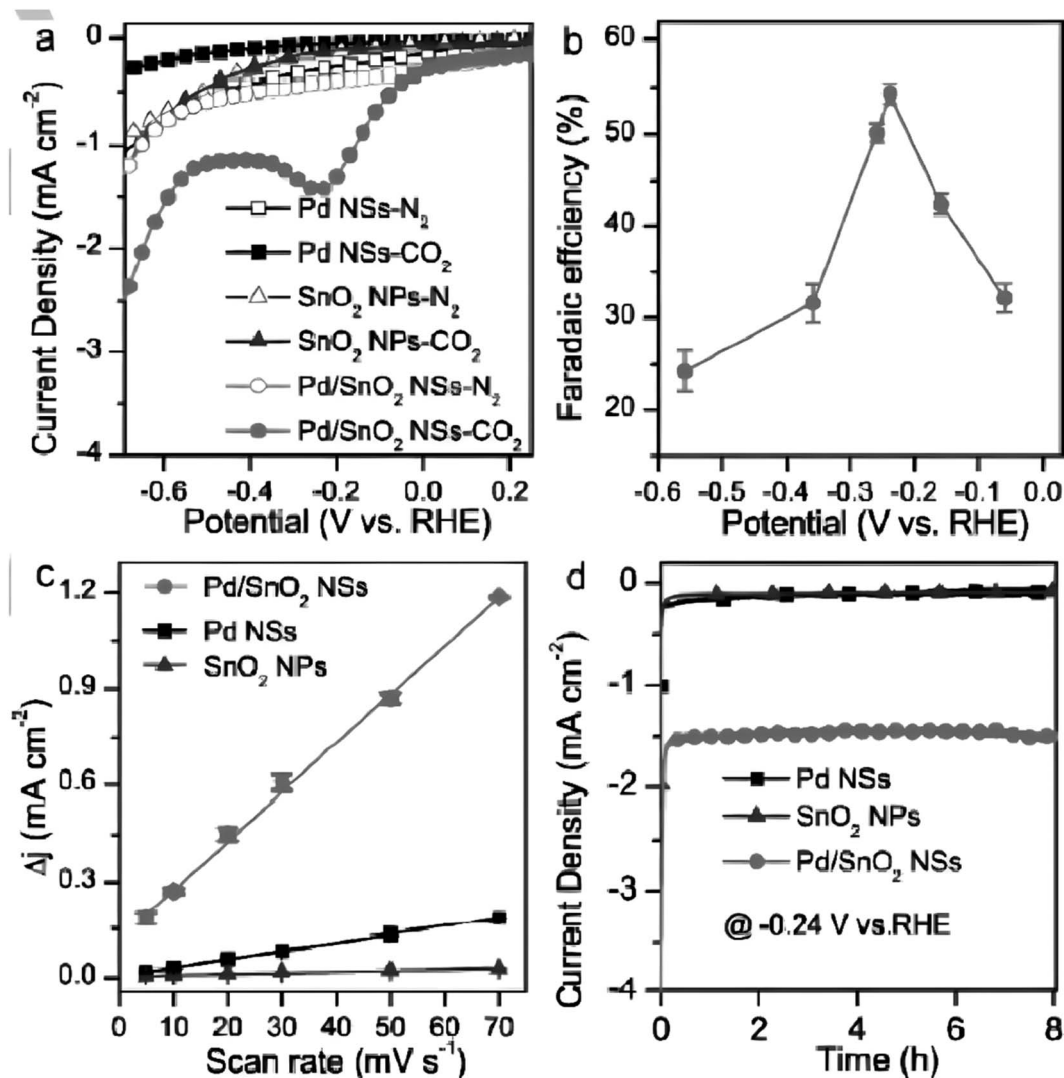 a
0
-1
-2
-3
-4
Current Density (mA cm⁻²)
Pd NSs-N₂
Pd NSs-CO₂
SnO₂ NPs-N₂
SnO₂ NPs-CO₂
Pd/SnO₂ NSs-N₂
Pd/SnO₂ NSs-CO₂
-0.6 -0.4 -0.2 0.0 0.2
Potential (V vs. RHE)
b
60
50
40
30
20
Faradaic effciency (%)
-0.6 -0.5 -0.4 -0.3 -0.2 -0.1 0.0
Potential (V vs. RHE)
c
1.2
0.9
0.6
0.3
0.0
Δj (mA cm⁻²)
Pd/SnO₂ NSs
Pd NSs
SnO₂ NPs
0 10 20 30 40 50 60 70
Scan rate (mV s⁻¹)
d
0
-1
-2
-3
-4
Current Density (mA cm⁻²)
Pd NSs
SnO₂ NPs
Pd/SnO₂ NSs
@ -0.24 V vs.RHE
0 2 4 6 8
Time (h)